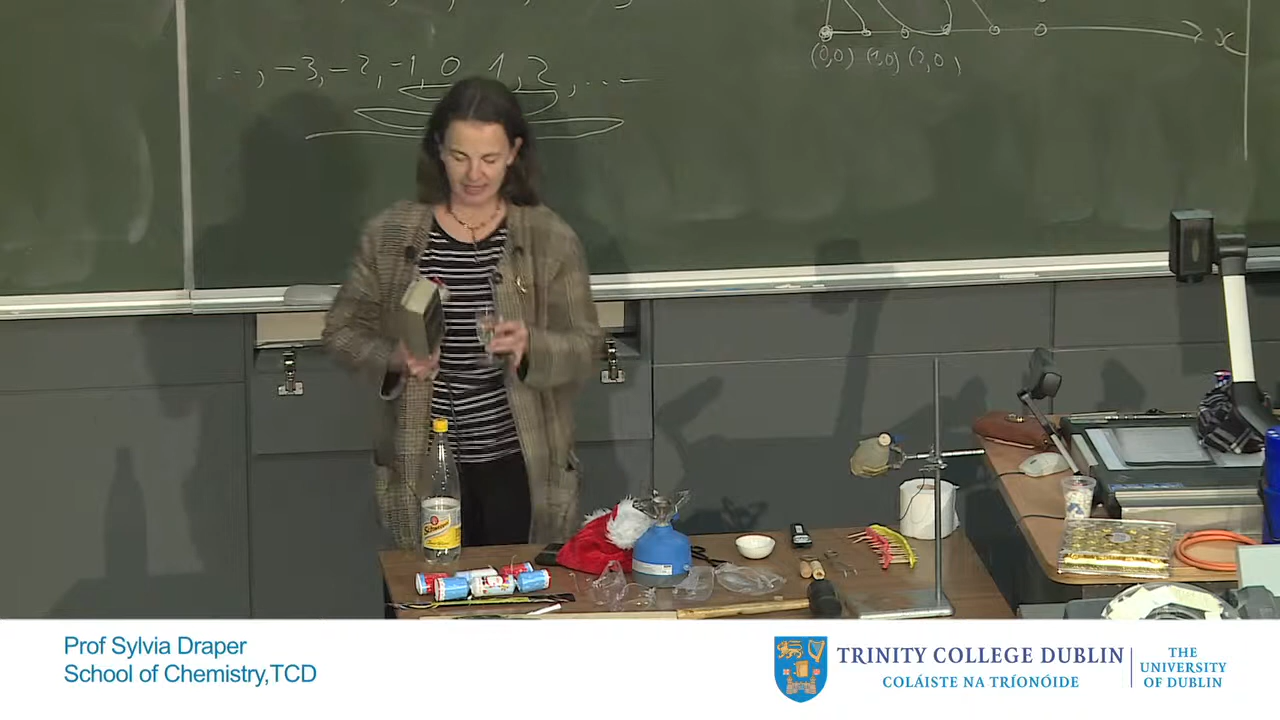 .., -3, -2, -1, 0, 1, 2, ...
x
(0,0) (1,0) (2,0)
Schweppes
Prof Sylvia Draper
School of Chemistry,TCD
TRINITY COLLEGE DUBLIN
COLÁISTE NA TRÍONÓIDE
THE
UNIVERSITY
OF DUBLIN